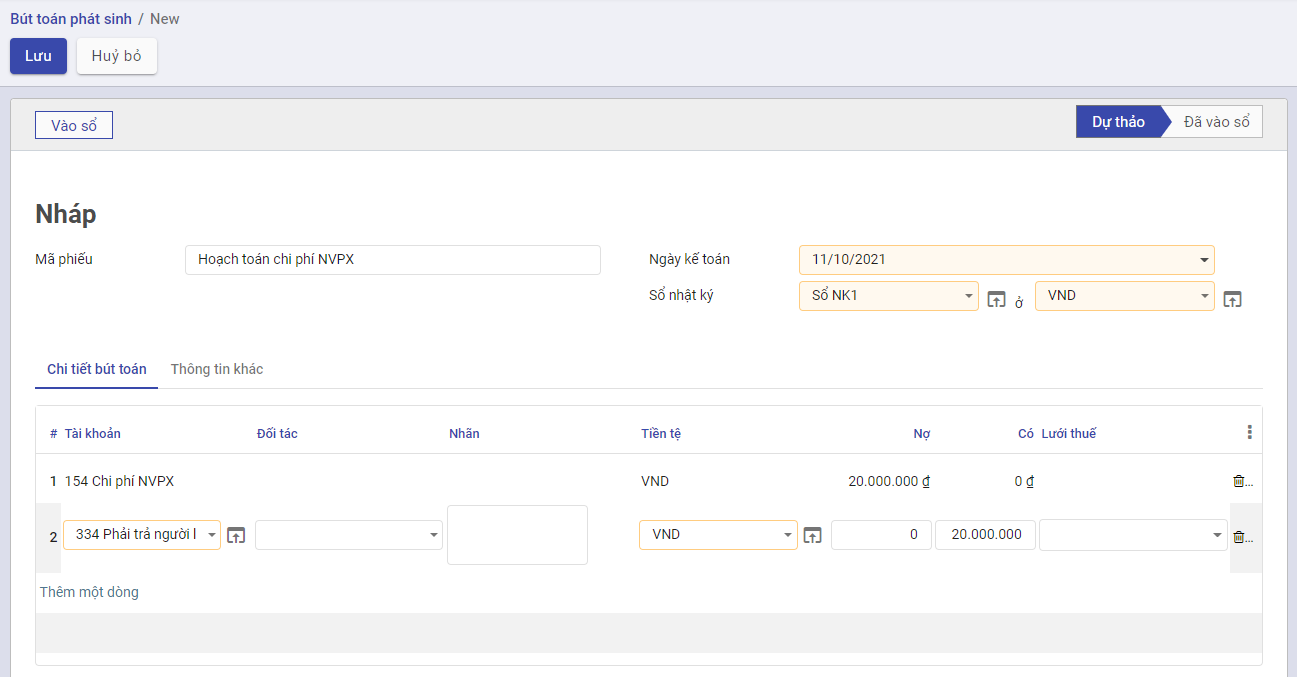 Bút toán phát sinh / New
Lưu Huỷ bỏ
Vào sổ Dự thảo Đã vào sổ
Nháp
Mã phiếu Hoạch toán chi phí NVPX Ngày kế toán 11/10/2021
Sổ nhật ký Sổ NK1 ở VND
Chi tiết bút toán Thông tin khác
# Tài khoản Đối tác Nhãn Tiền tệ Nợ Có Lưới thuế
1 154 Chi phí NVPX VND 20.000.000 ₫ 0 ₫ ...
2 334 Phải trả người l VND 0 20.000.000 ...
Thêm một dòng